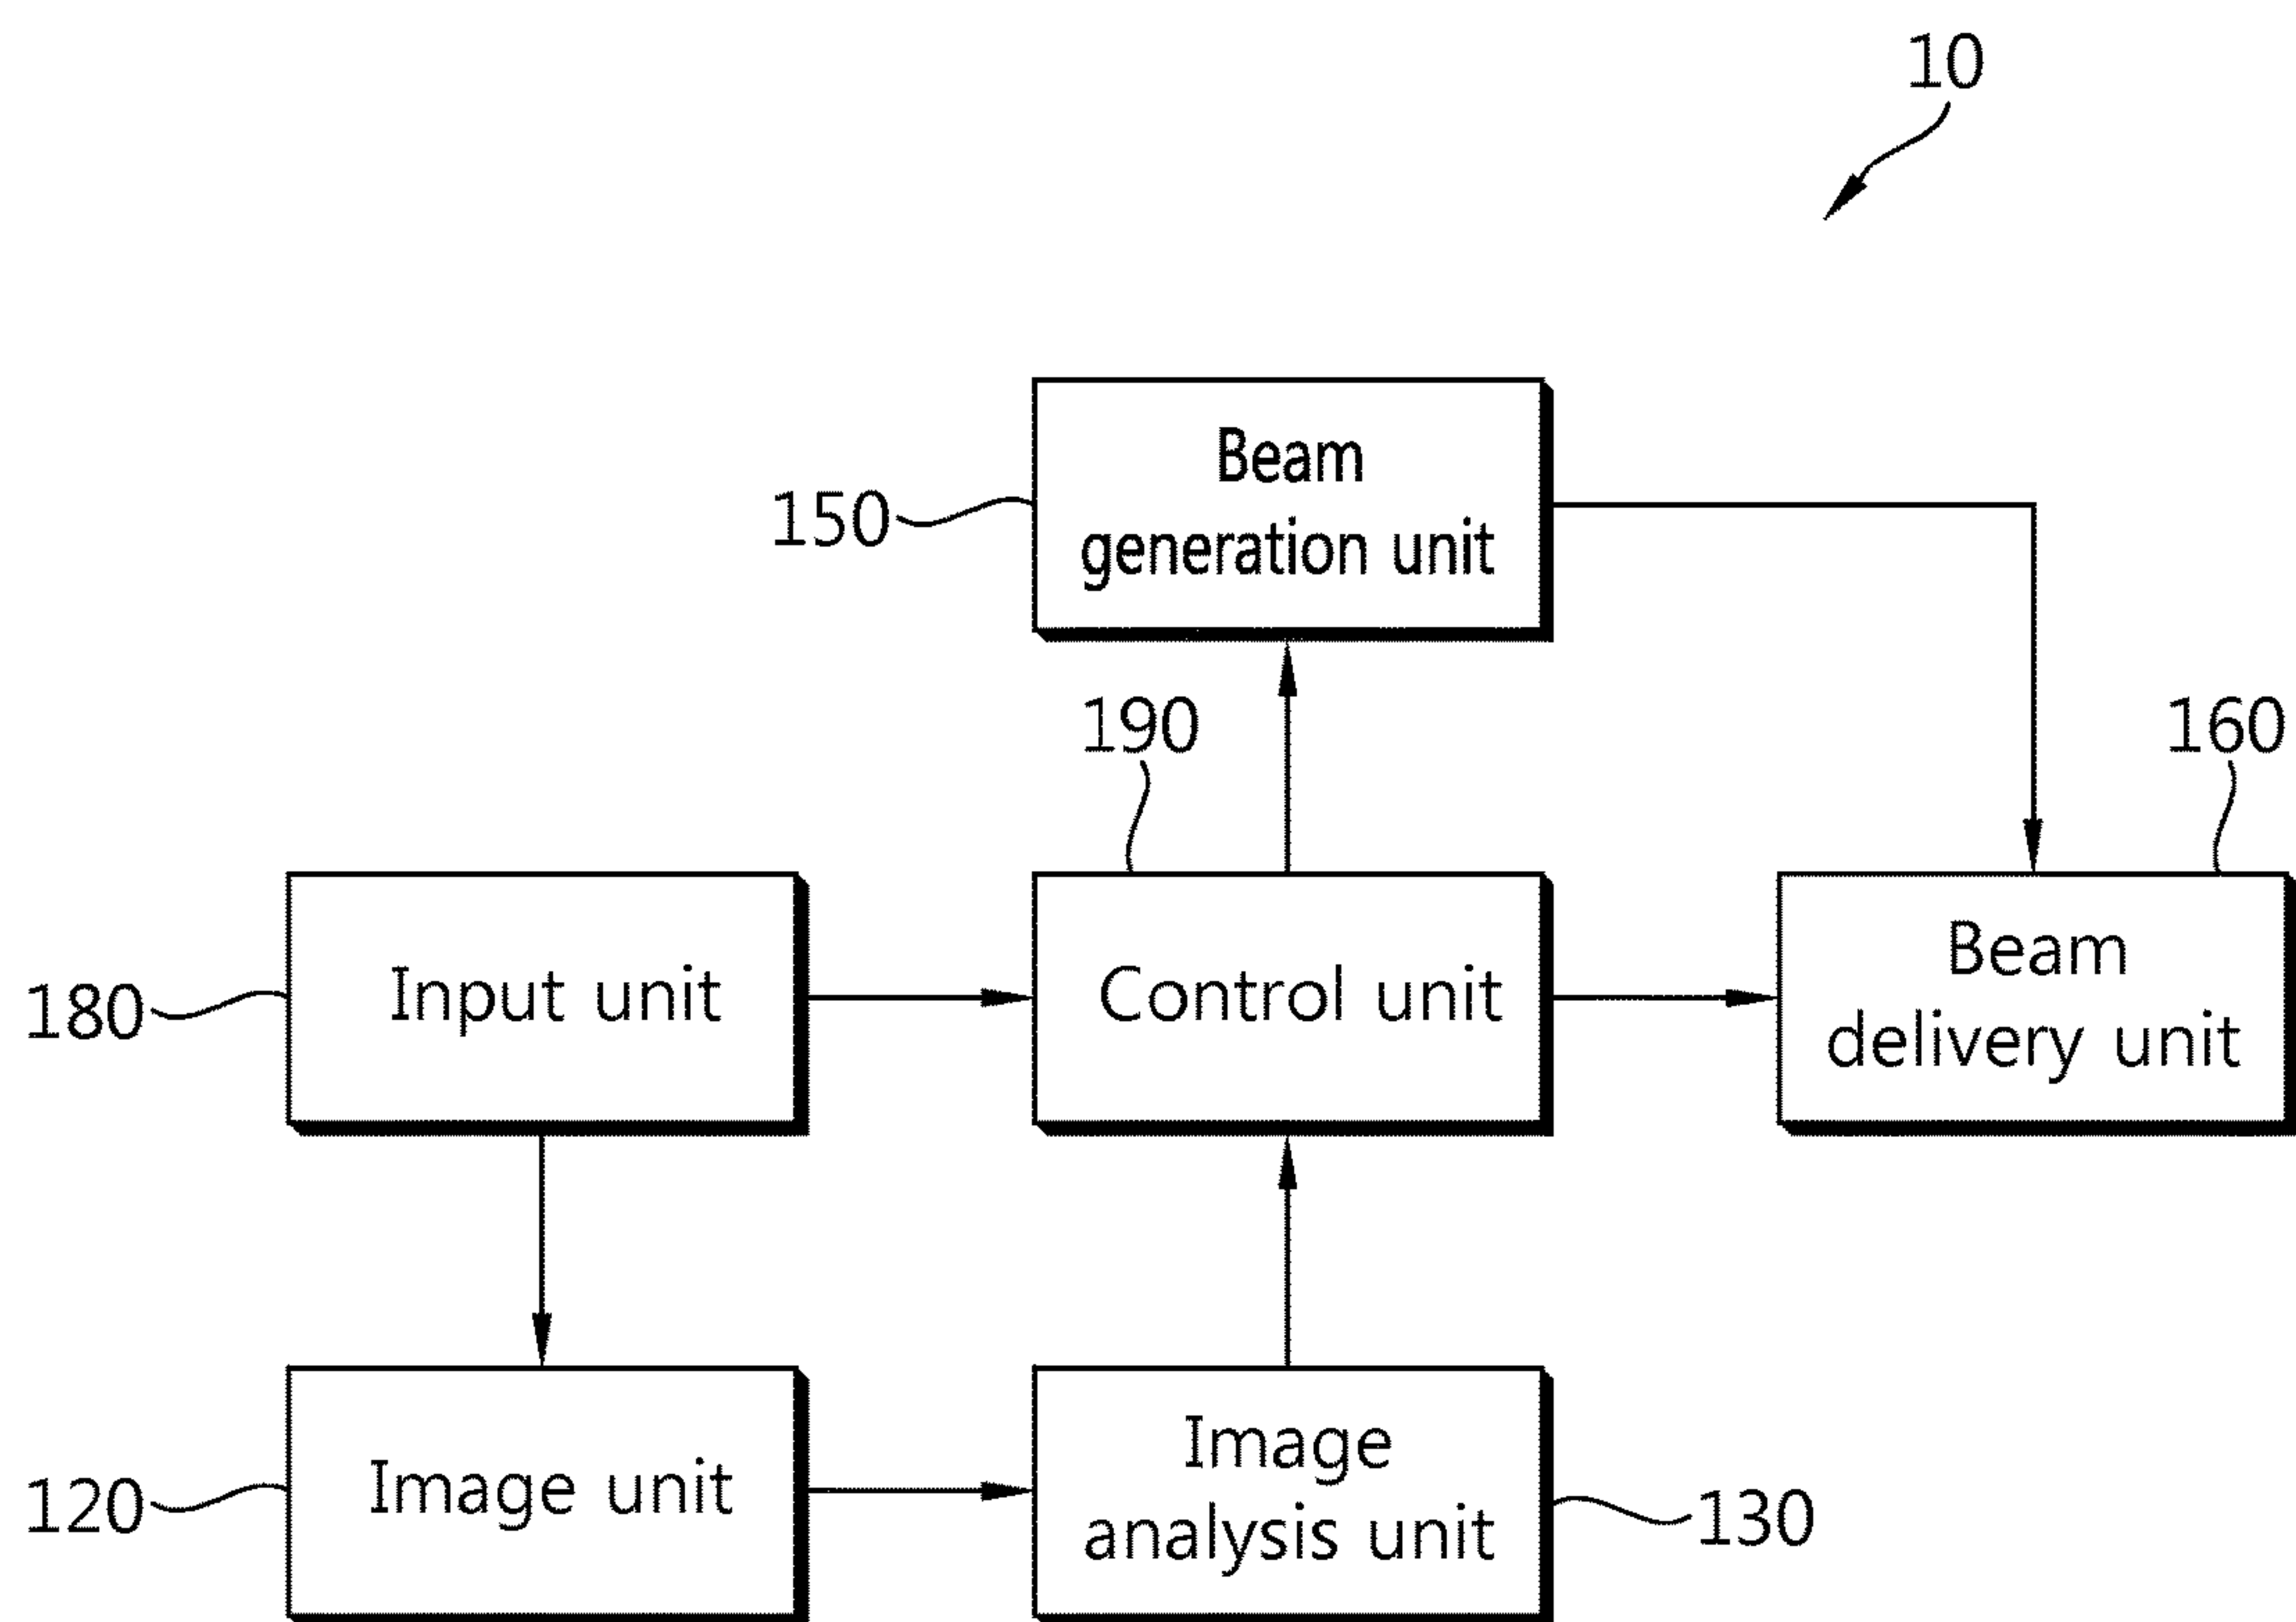 10
Beam
generation unit
150
190
160
Input unit
Control unit
Beam
delivery unit
180
Image unit
Image
analysis unit
120
130